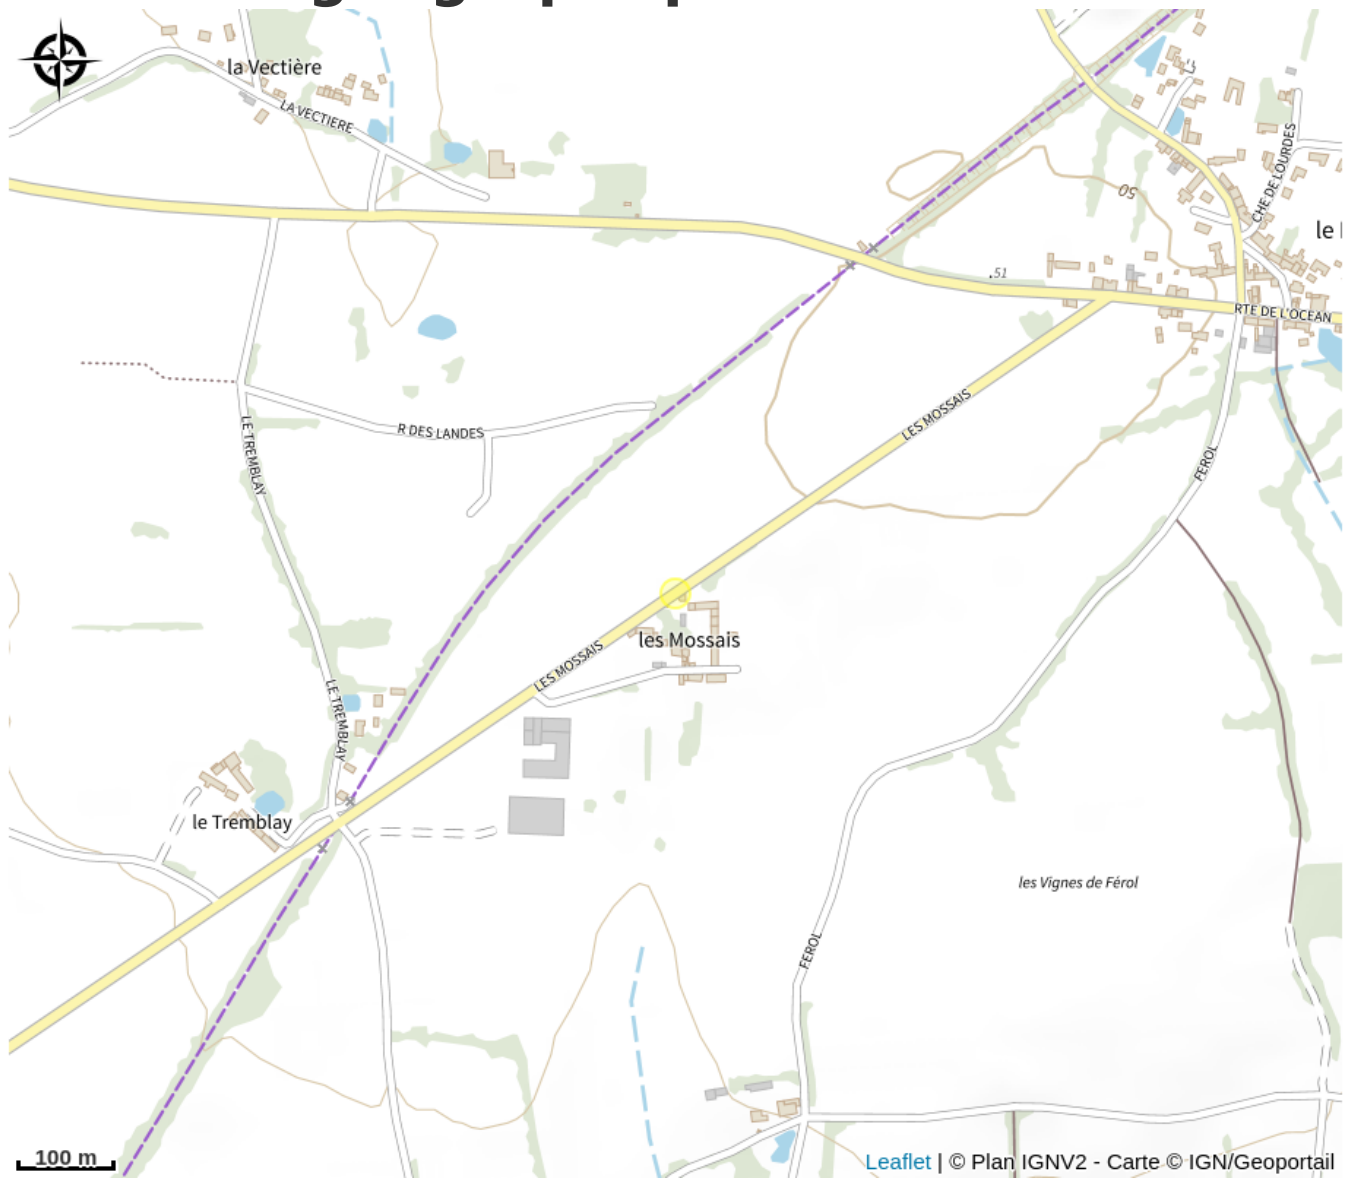 la Vectière
LA VECTIERE
CHE DE LOURDES
50
le
.51
RTE DE L'OCEAN
LES MOSSAIS
R DES LANDES
LE TREMBLAY
FEROL
les Mossais
LES MOSSAIS
LE TREMBLAY
le Tremblay
les Vignes de Férol
FEROL
100 m
Leaflet | © Plan IGNV2 - Carte © IGN/Geoportail